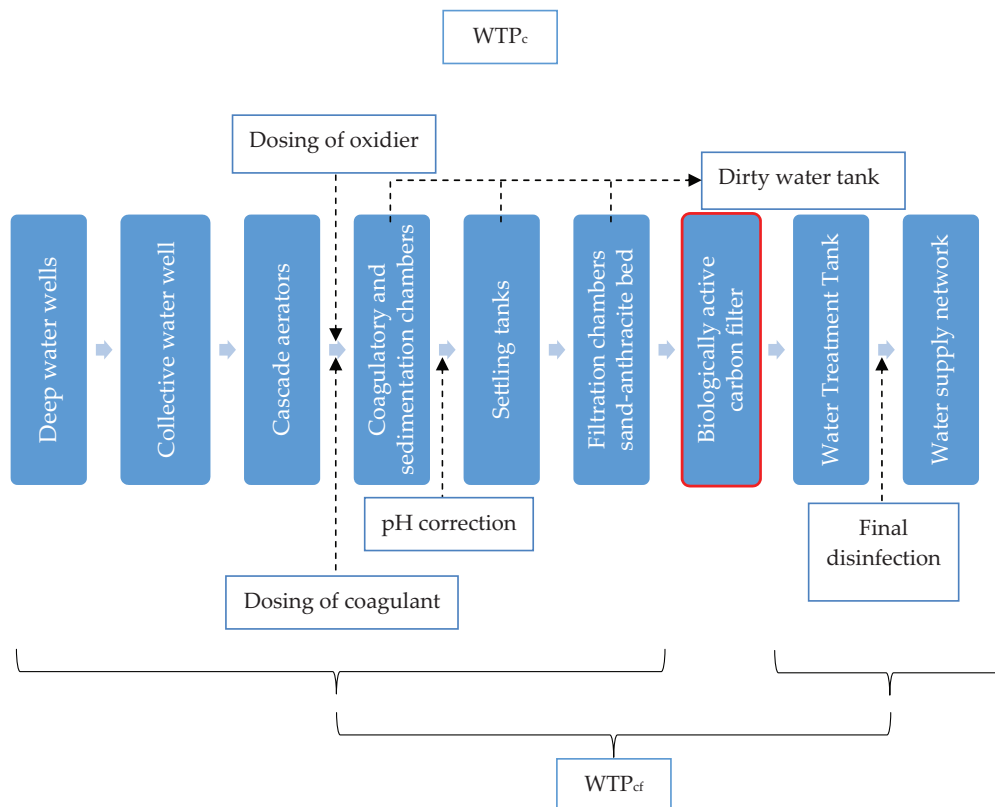 WTPc
Dosing of oxidier
Dirty water tank
Deep water wells
Collective water well
Cascade aerators
Coagulatory and
sedimentation chambers
Settling tanks
Filtration chambers
sand-anthracite bed
Biologically active
carbon filter
Water Treatment Tank
Water supply network
pH correction
Final
disinfection
Dosing of coagulant
WTPcf